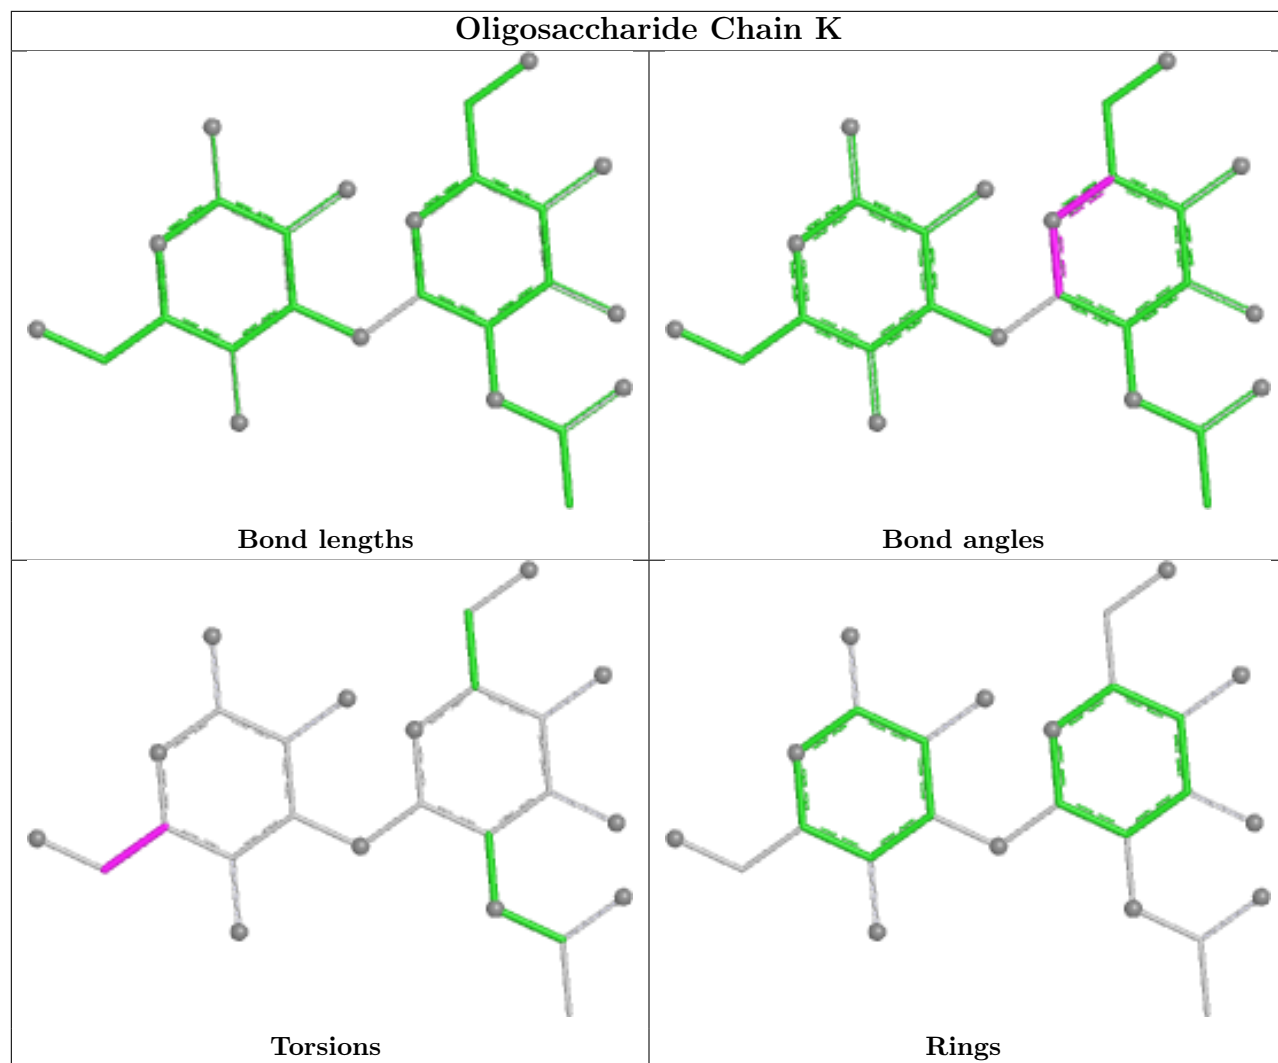 Oligosaccharide Chain K
Bond lengths
Bond angles
Torsions
Rings